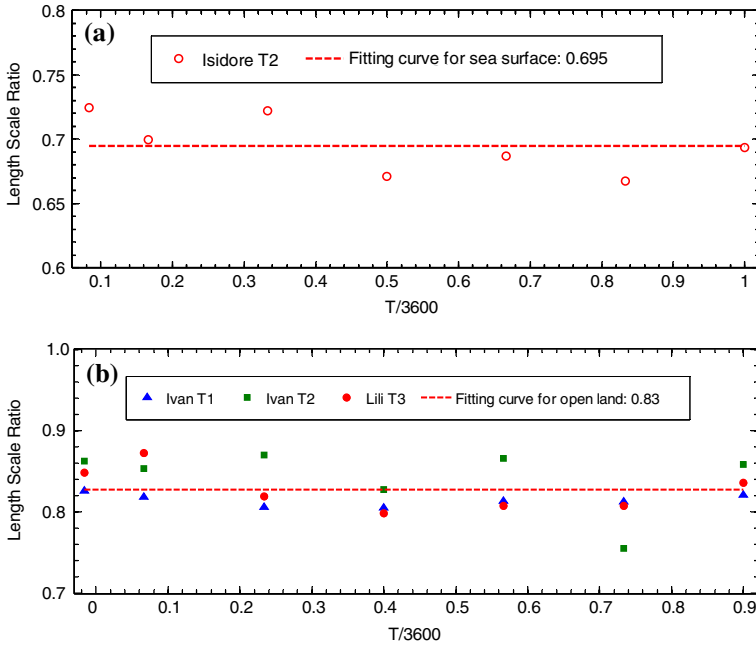 (a)
Isidore T2
Fitting curve for sea surface: 0.695
Length Scale Ratio
0.8
0.75
0.7
0.65
0.6
0.1 0.2 0.3 0.4 0.5 0.6 0.7 0.8 0.9 1
T/3600
(b)
Ivan T1 Ivan T2 Lili T3 Fitting curve for open land: 0.83
Length Scale Ratio
1.0
0.9
0.8
0.7
0 0.1 0.2 0.3 0.4 0.5 0.6 0.7 0.8 0.9
T/3600